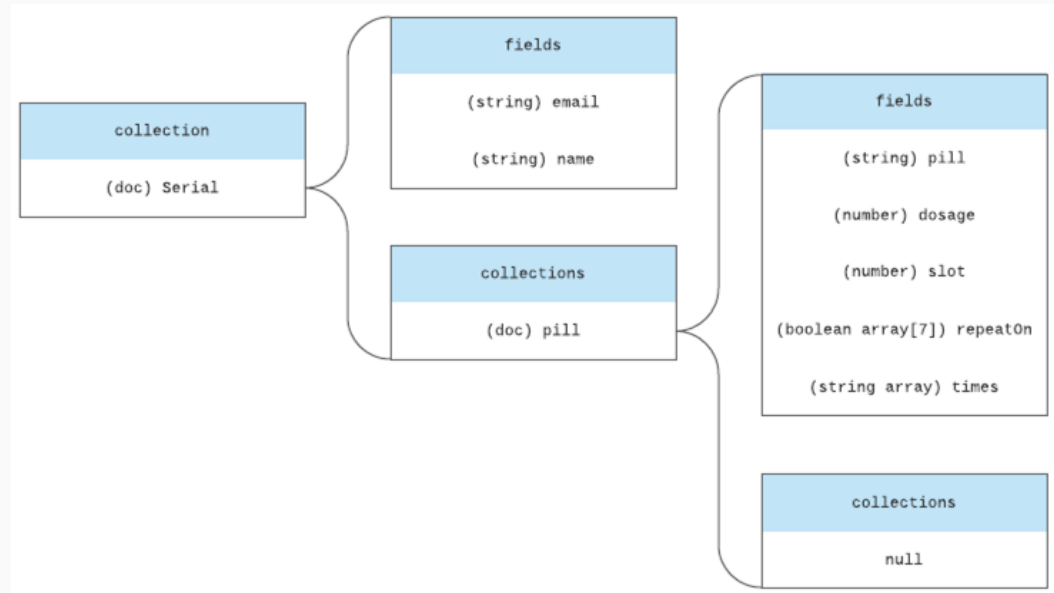 collection
(doc) Serial
fields
(string) email
(string) name
collections
(doc) pill
fields
(string) pill
(number) dosage
(number) slot
(boolean array[7]) repeatOn
(string array) times
collections
null